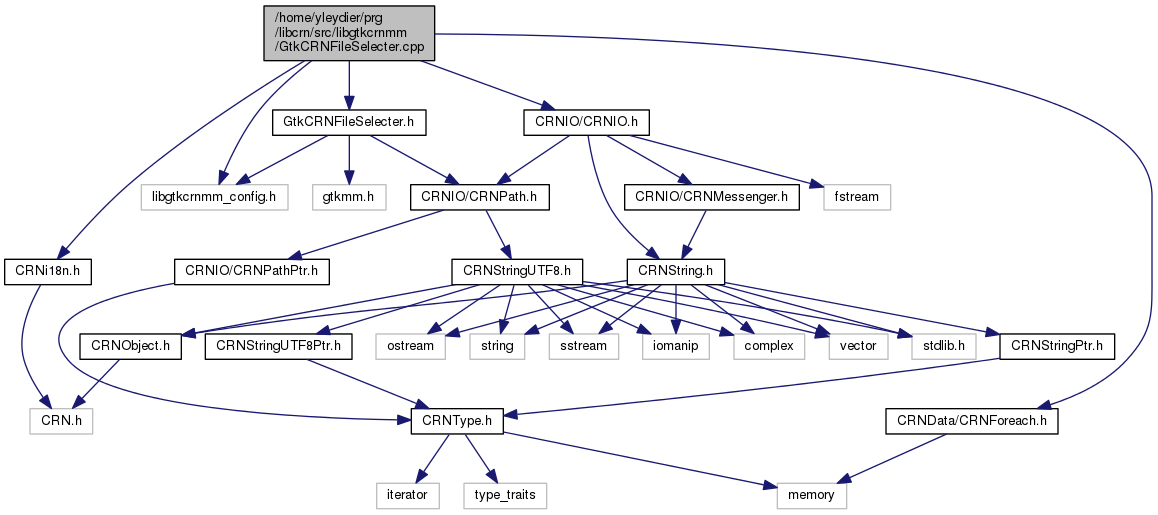 /home/yleydier/prg
/libcrn/src/libgtkcrnmm
/GtkCRNFileSelecter.cpp
GtkCRNFileSelecter.h
CRNIO/CRNIO.h
libgtkcrnmm_config.h
gtkmm.h
CRNIO/CRNPath.h
CRNIO/CRNMessenger.h
fstream
CRNi18n.h
CRNIO/CRNPathPtr.h
CRNStringUTF8.h
CRNString.h
CRNObject.h
CRNStringUTF8Ptr.h
ostream
string
sstream
iomanip
complex
vector
stdlib.h
CRNStringPtr.h
CRN.h
CRNType.h
CRNData/CRNForeach.h
iterator
type_traits
memory